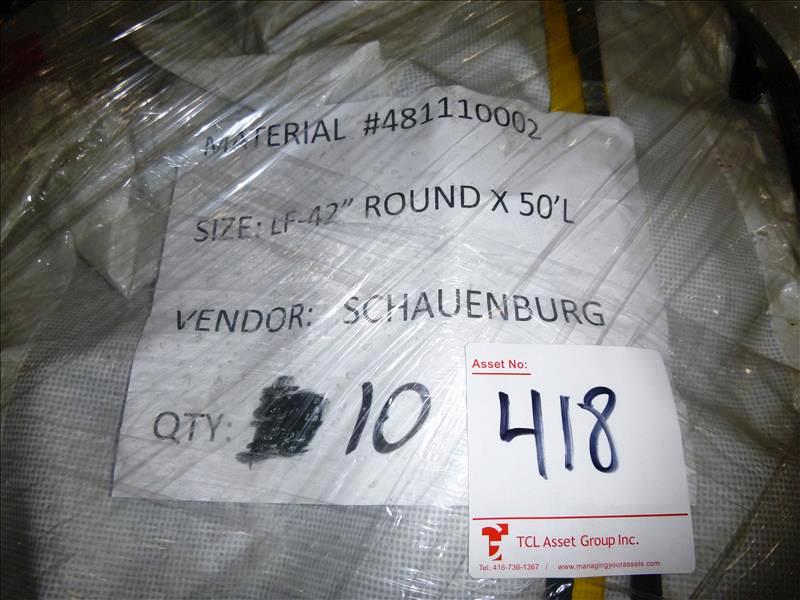 MATERIAL #481110002
SIZE: LF-42" ROUND X 50'L
VENDOR: SCHAUENBURG
QTY: 10
Asset No:
418
TCL Asset Group Inc.
Tel: 416-736-1367 / www.managingyourassets.com